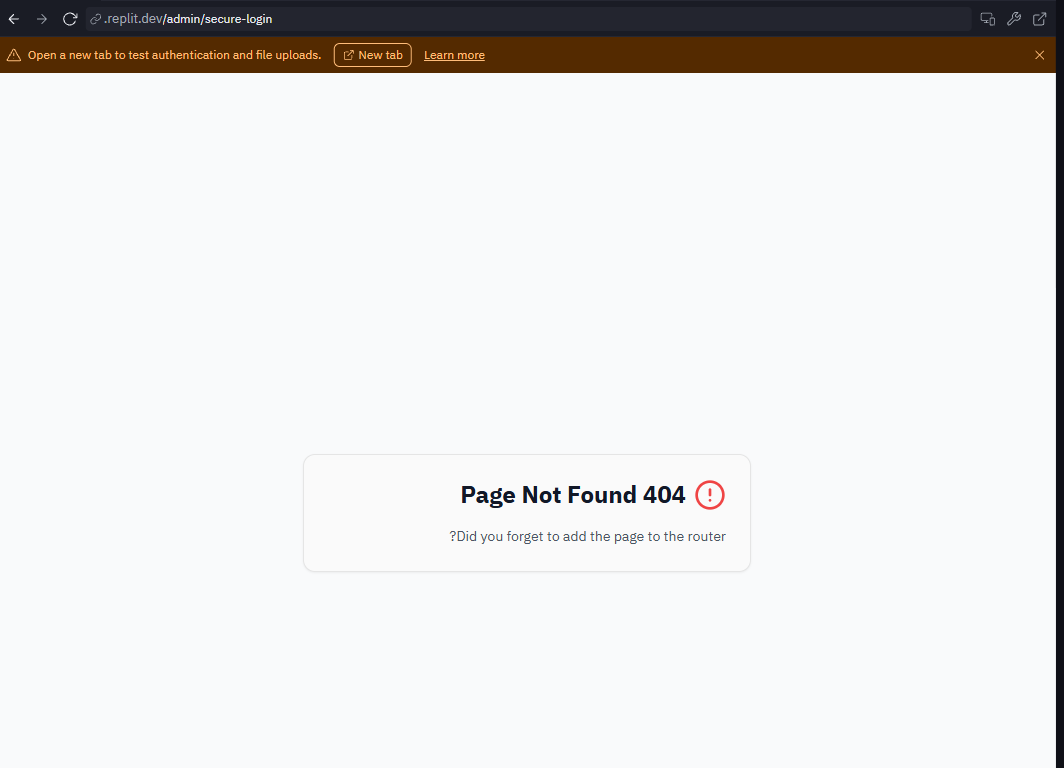 .replit.dev/admin/secure-login
Open a new tab to test authentication and file uploads. New tab Learn more
Page Not Found 404
?Did you forget to add the page to the router